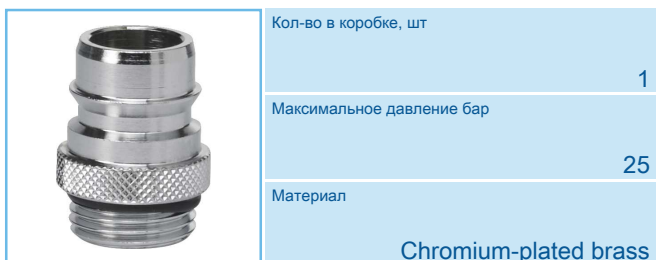 Кол-во в коробке, шт
1
Максимальное давление бар
25
Материал
Chromium-plated brass